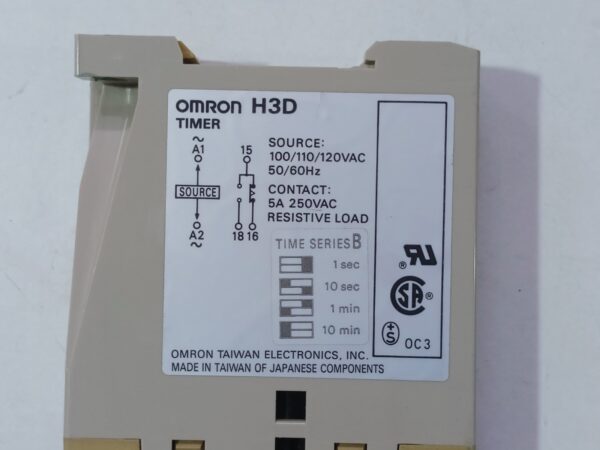 OMRON H3D
TIMER
~
A1
15
SOURCE
A2
~
18 16
SOURCE:
100/110/120VAC
50/60Hz
CONTACT:
5A 250VAC
RESISTIVE LOAD
TIME SERIES B
1 sec
10 sec
1 min
10 min
RU ®
SA ®
+S
OC3
OMRON TAIWAN ELECTRONICS, INC.
MADE IN TAIWAN OF JAPANESE COMPONENTS